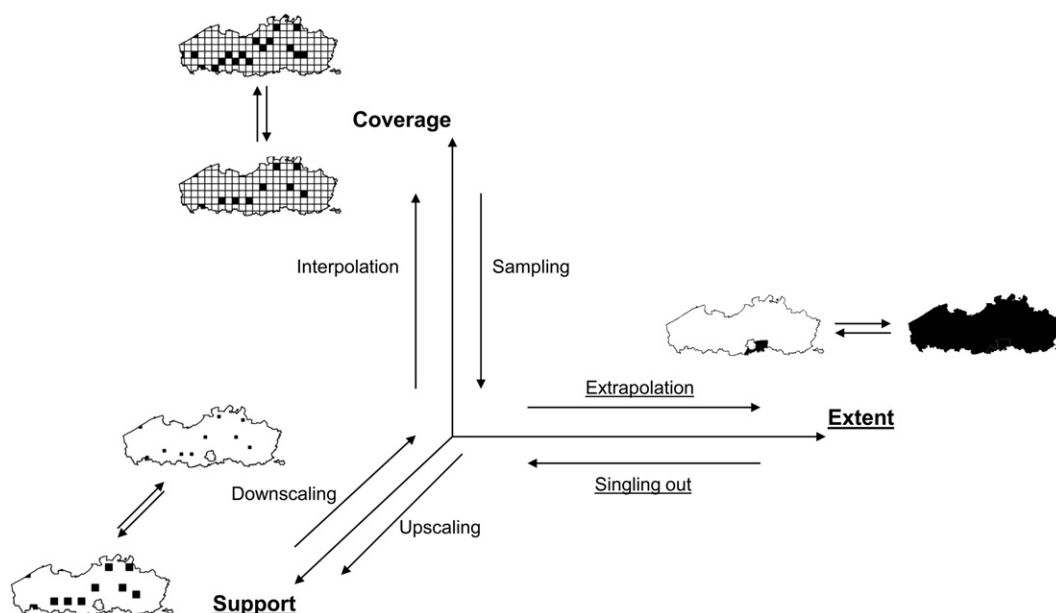 Coverage
Interpolation
Sampling
Extrapolation
Extent
Singling out
Downscaling
Upscaling
Support